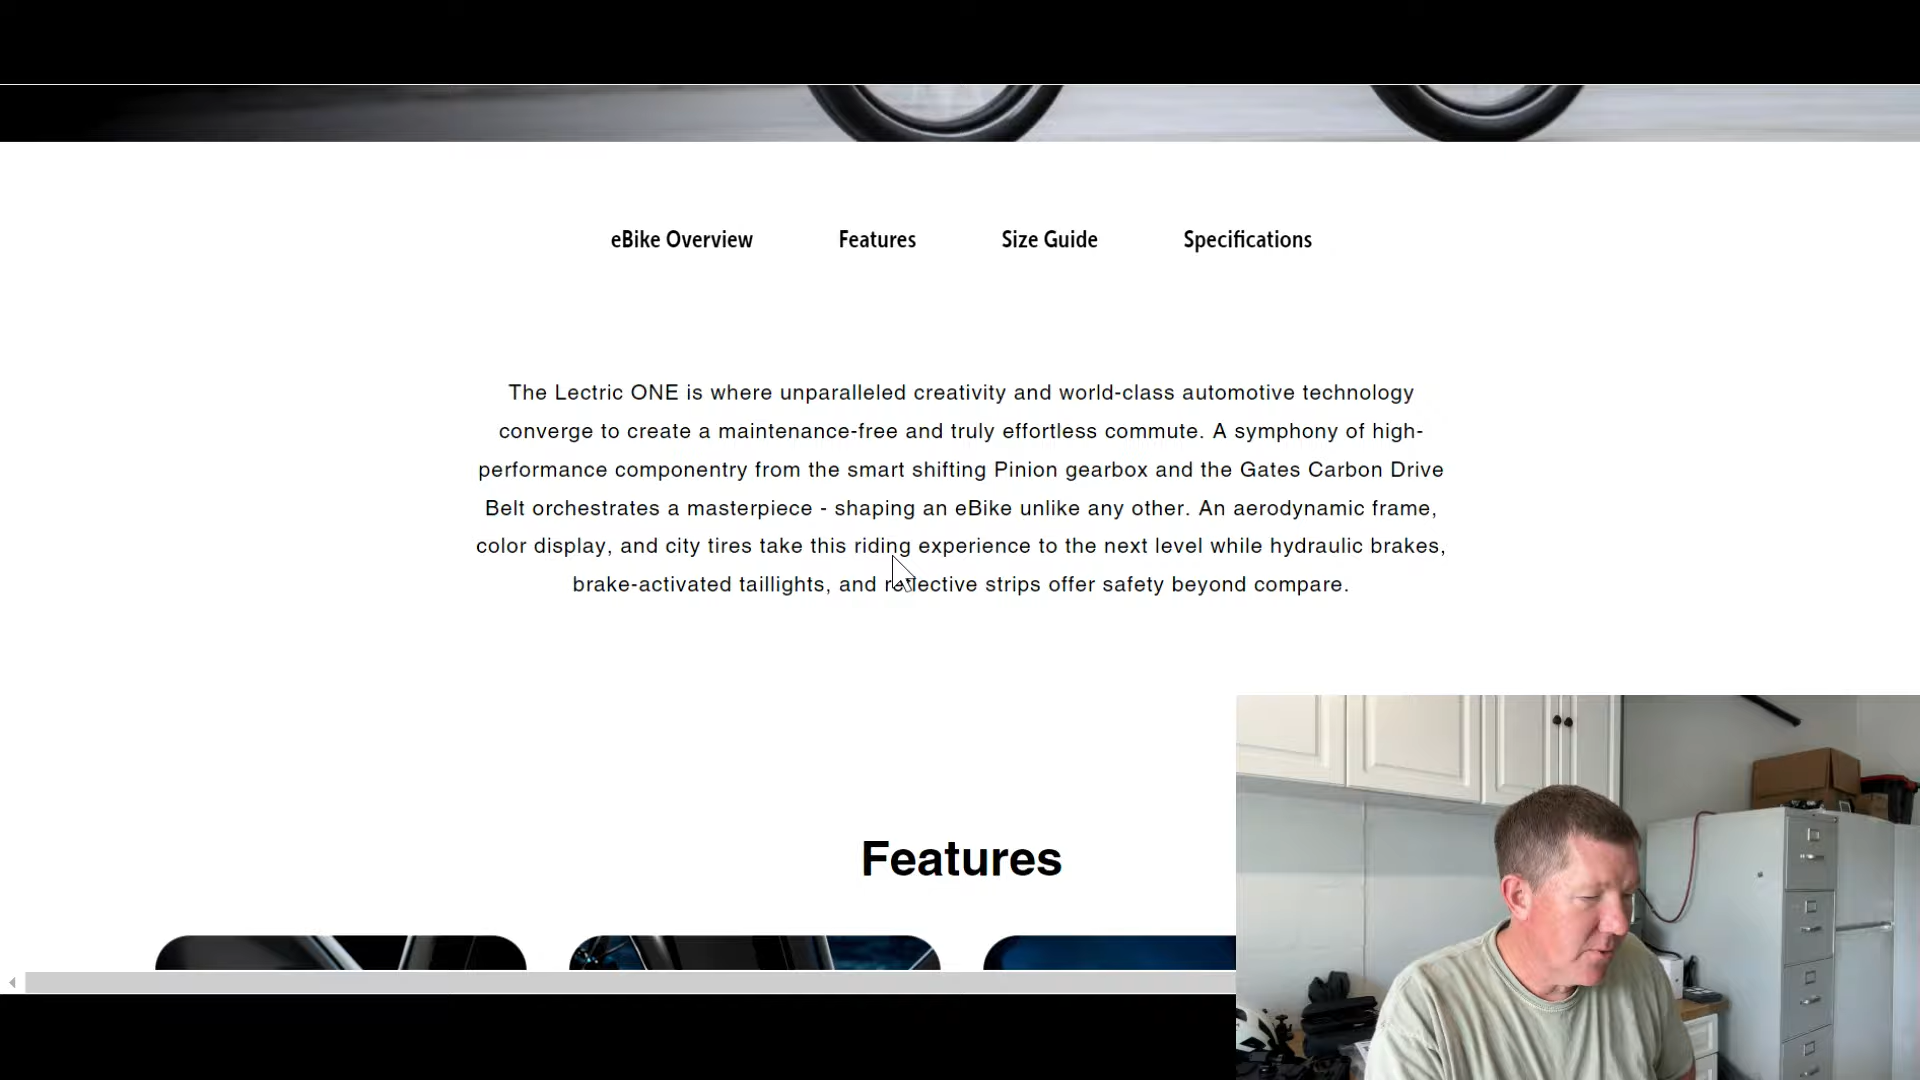 eBike Overview
Features
Size Guide
Specifications
The Lectric ONE is where unparalleled creativity and world-class automotive technology
converge to create a maintenance-free and truly effortless commute. A symphony of high-
performance componentry from the smart shifting Pinion gearbox and the Gates Carbon Drive
Belt orchestrates a masterpiece - shaping an eBike unlike any other. An aerodynamic frame,
color display, and city tires take this riding experience to the next level while hydraulic brakes,
brake-activated taillights, and reflective strips offer safety beyond compare.
Features